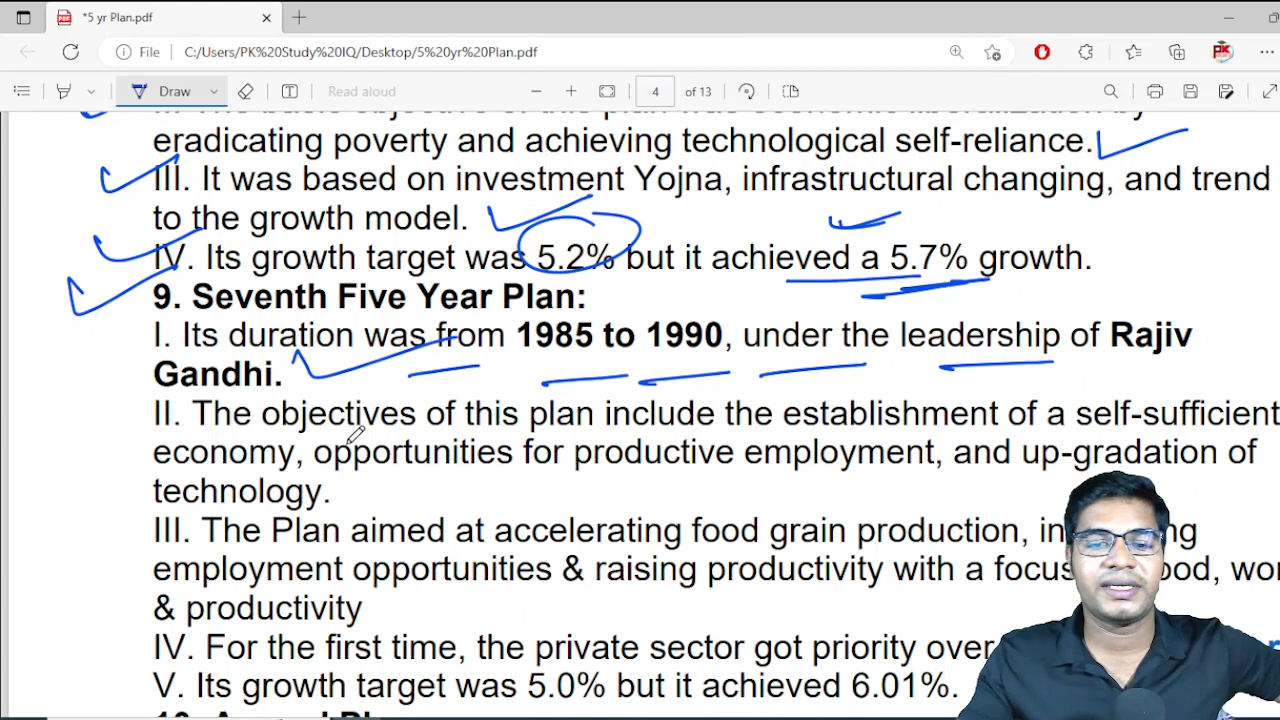 *5 yr Plan.pdf
File C:/Users/PK%20Study%20IQ/Desktop/5%20yr%20Plan.pdf
Draw Read aloud 4 of 13
eradicating poverty and achieving technological self-reliance.
III. It was based on investment Yojna, infrastructural changing, and trend
to the growth model.
IV. Its growth target was 5.2% but it achieved a 5.7% growth.
9. Seventh Five Year Plan:
I. Its duration was from 1985 to 1990, under the leadership of Rajiv
Gandhi.
II. The objectives of this plan include the establishment of a self-sufficient
economy, opportunities for productive employment, and up-gradation of
technology.
III. The Plan aimed at accelerating food grain production,
employment opportunities & raising productivity with a focus
& productivity
IV. For the first time, the private sector got priority over
V. Its growth target was 5.0% but it achieved 6.01%.